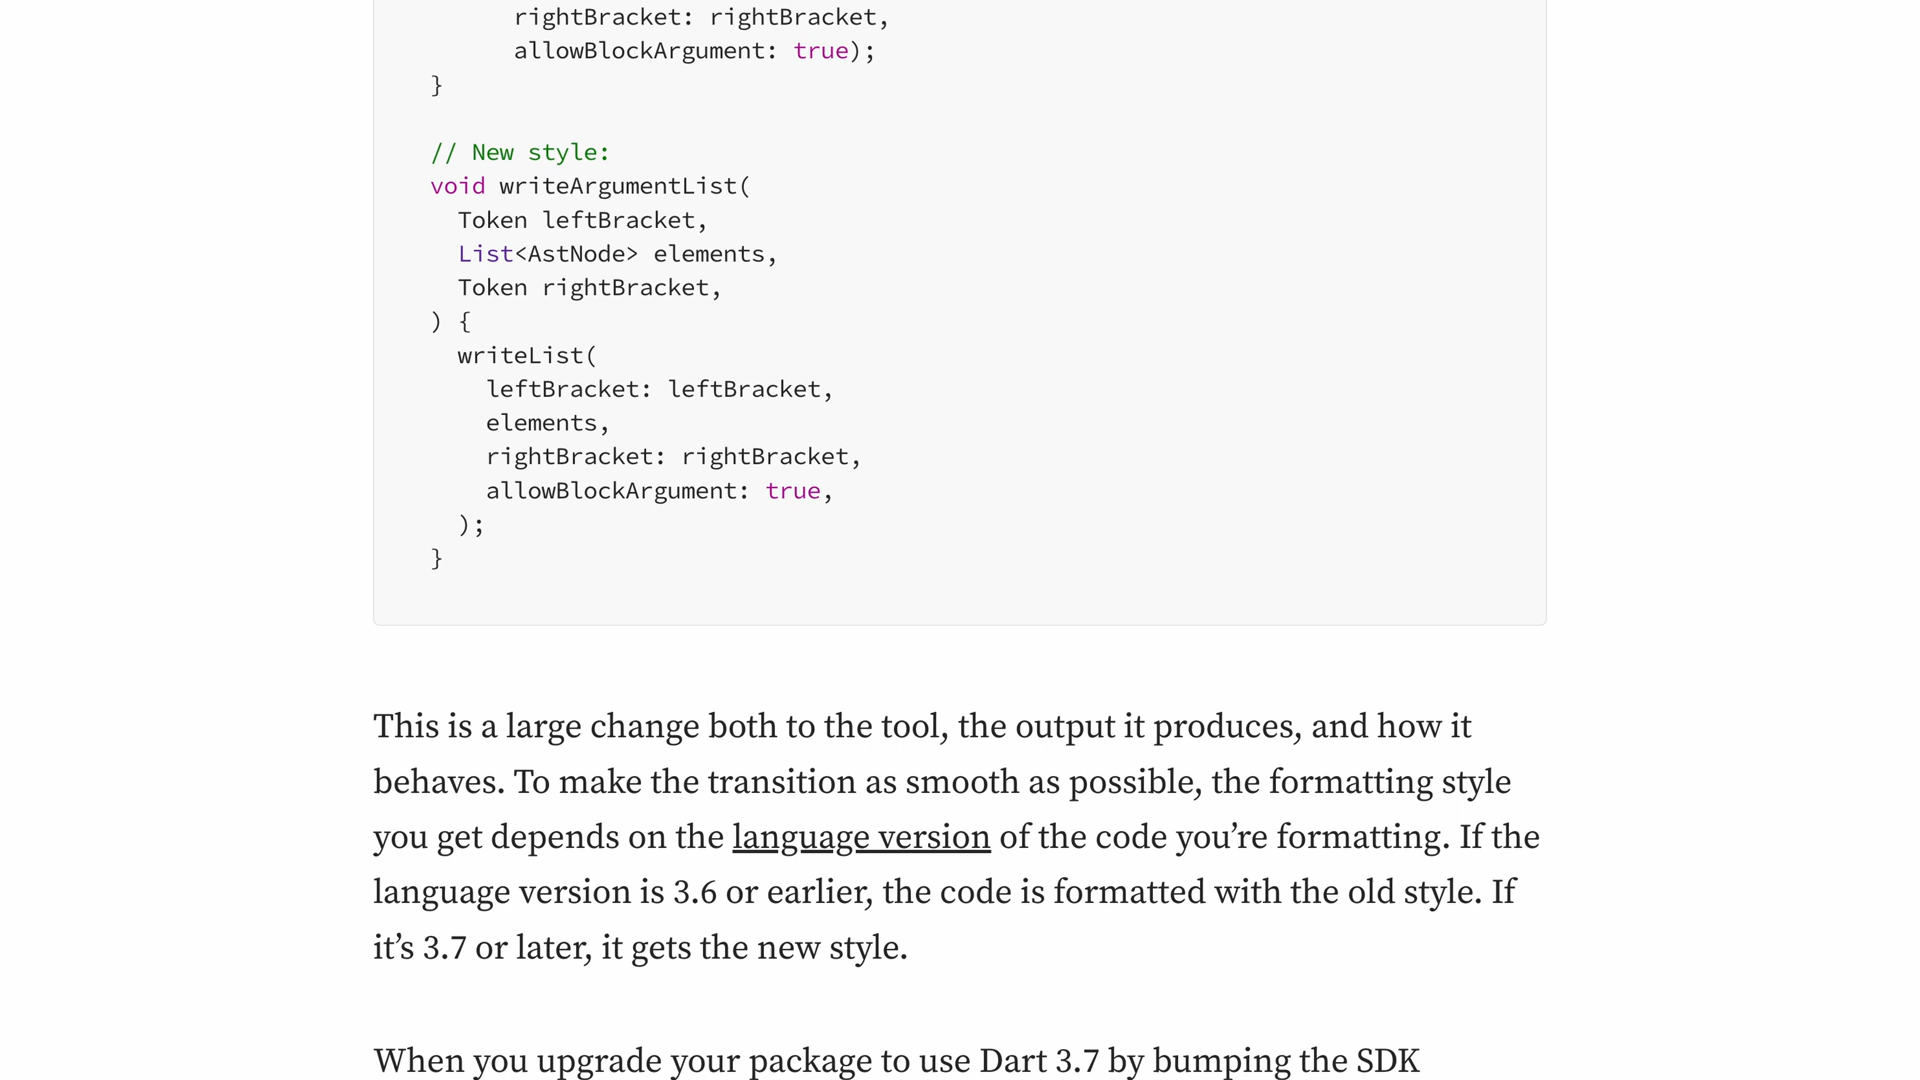 rightBracket: rightBracket,
allowBlockArgument: true);
}
// New style:
void writeArgumentList(
Token leftBracket,
List<AstNode> elements,
Token rightBracket,
) {
writeList(
leftBracket: leftBracket,
elements,
rightBracket: rightBracket,
allowBlockArgument: true,
);
}
This is a large change both to the tool, the output it produces, and how it
behaves. To make the transition as smooth as possible, the formatting style
you get depends on the language version of the code you’re formatting. If the
language version is 3.6 or earlier, the code is formatted with the old style. If
it’s 3.7 or later, it gets the new style.
When you upgrade your package to use Dart 3.7 by bumping the SDK